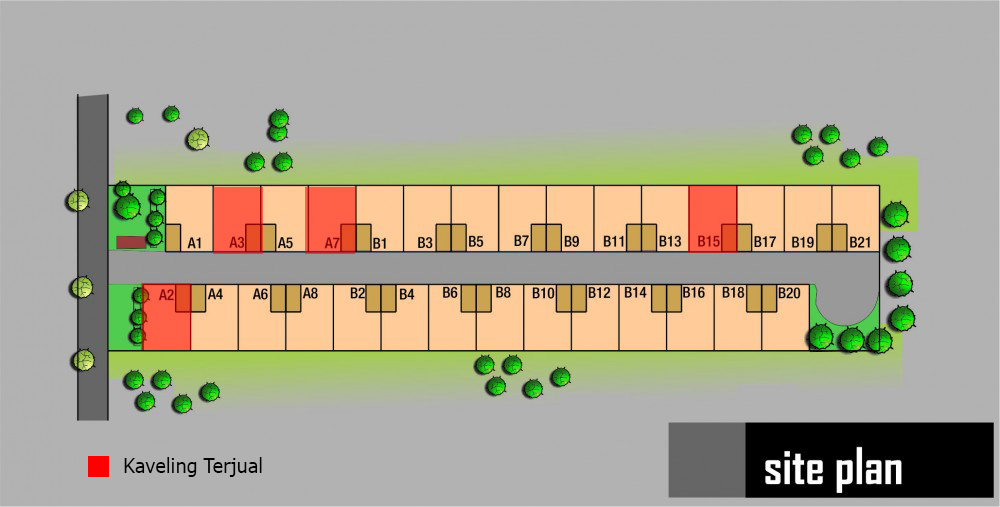 A1 A3 A5 A7 B1 B3 B5 B7 B9 B11 B13 B15 B17 B19 B21
A2 A4 A6 A8 B2 B4 B6 B8 B10 B12 B14 B16 B18 B20
Kaveling Terjual
site plan